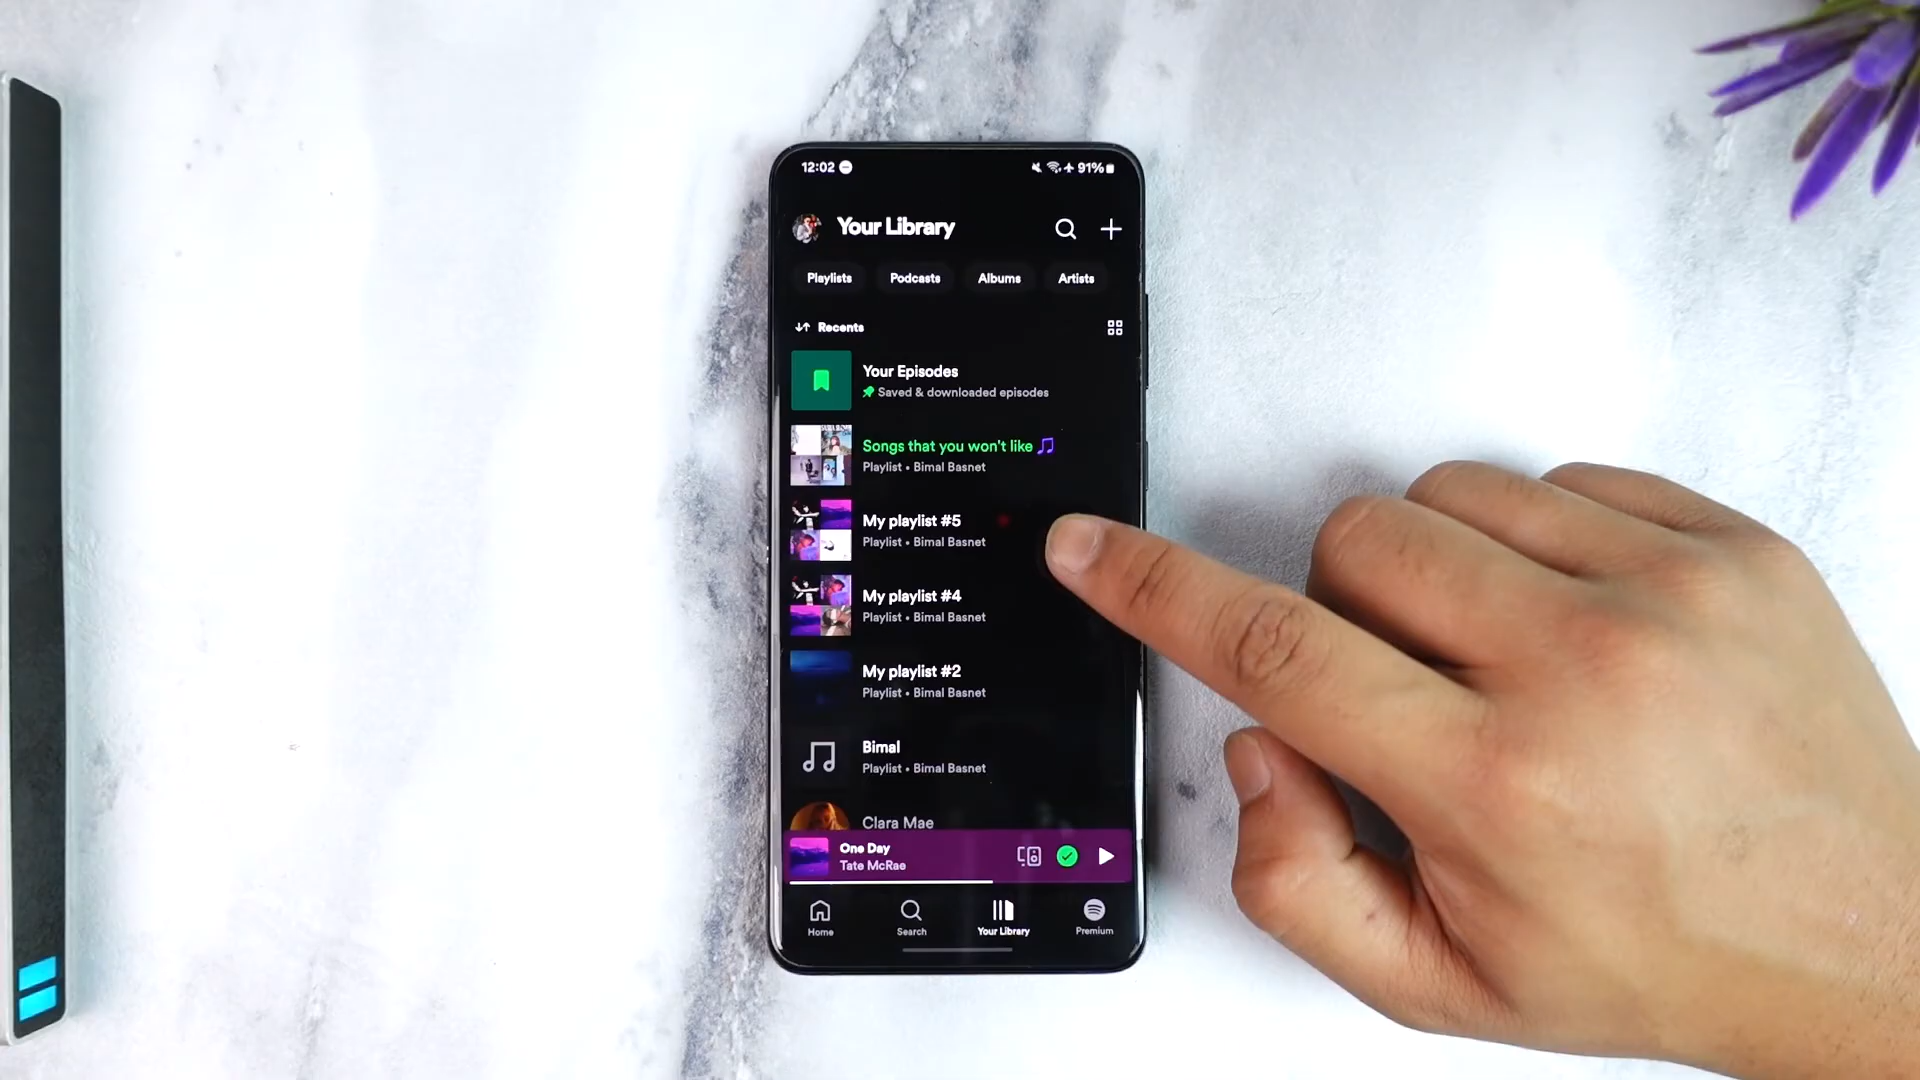 12:02
91%
Your Library
Playlists
Podcasts
Albums
Artists
Recents
Your Episodes
Saved & downloaded episodes
Songs that you won't like
Playlist • Bimal Basnet
My playlist #5
Playlist • Bimal Basnet
My playlist #4
Playlist • Bimal Basnet
My playlist #2
Playlist • Bimal Basnet
Bimal
Playlist • Bimal Basnet
Clara Mae
One Day
Tate McRae
Home
Search
Your Library
Premium